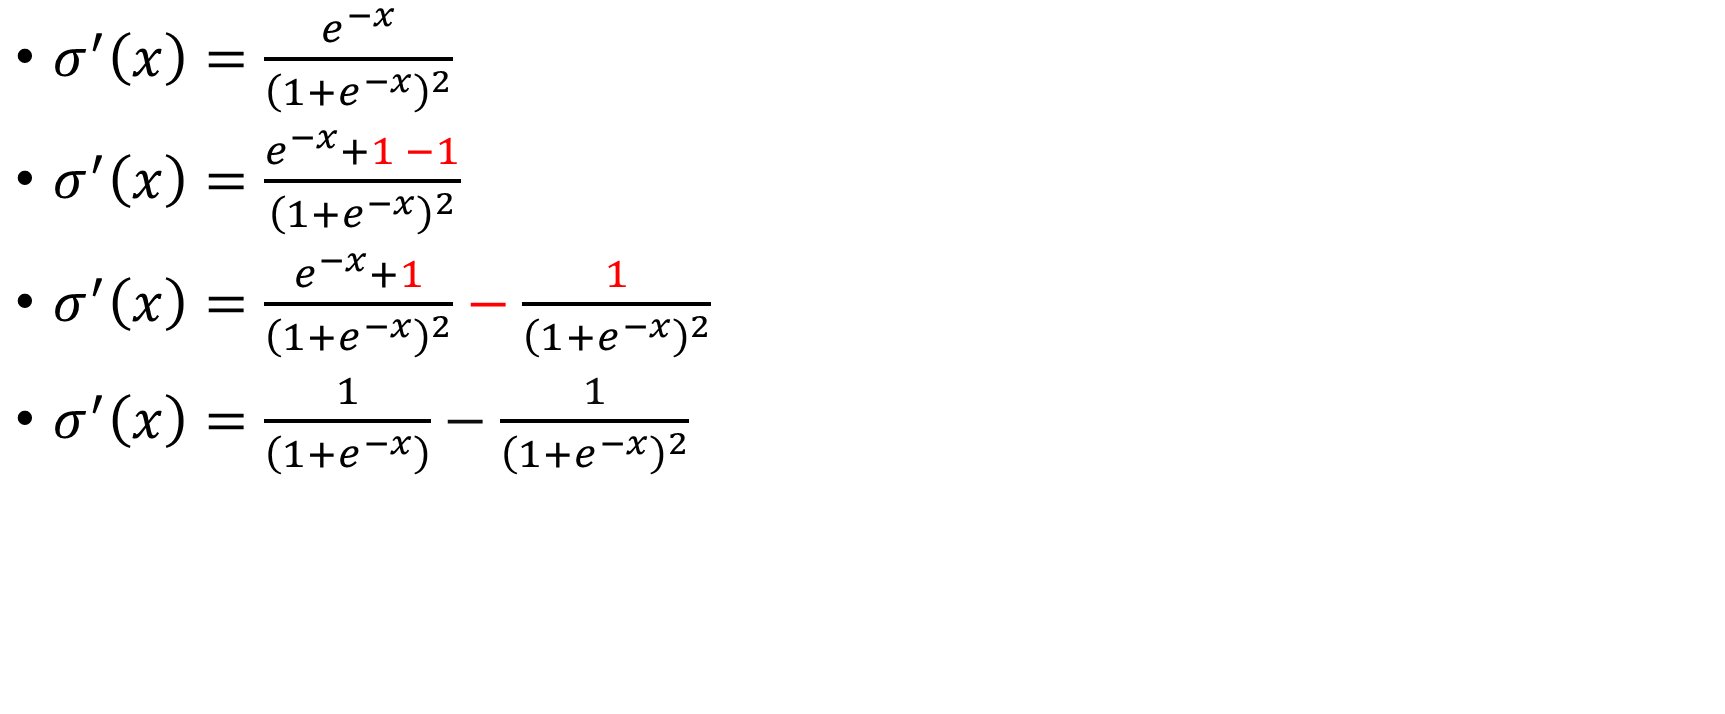 • σ′(x) = e^{−x} / (1+e^{−x})^2
• σ′(x) = (e^{−x}+1 −1) / (1+e^{−x})^2
• σ′(x) = (e^{−x}+1) / (1+e^{−x})^2 − 1 / (1+e^{−x})^2
• σ′(x) = 1 / (1+e^{−x}) − 1 / (1+e^{−x})^2